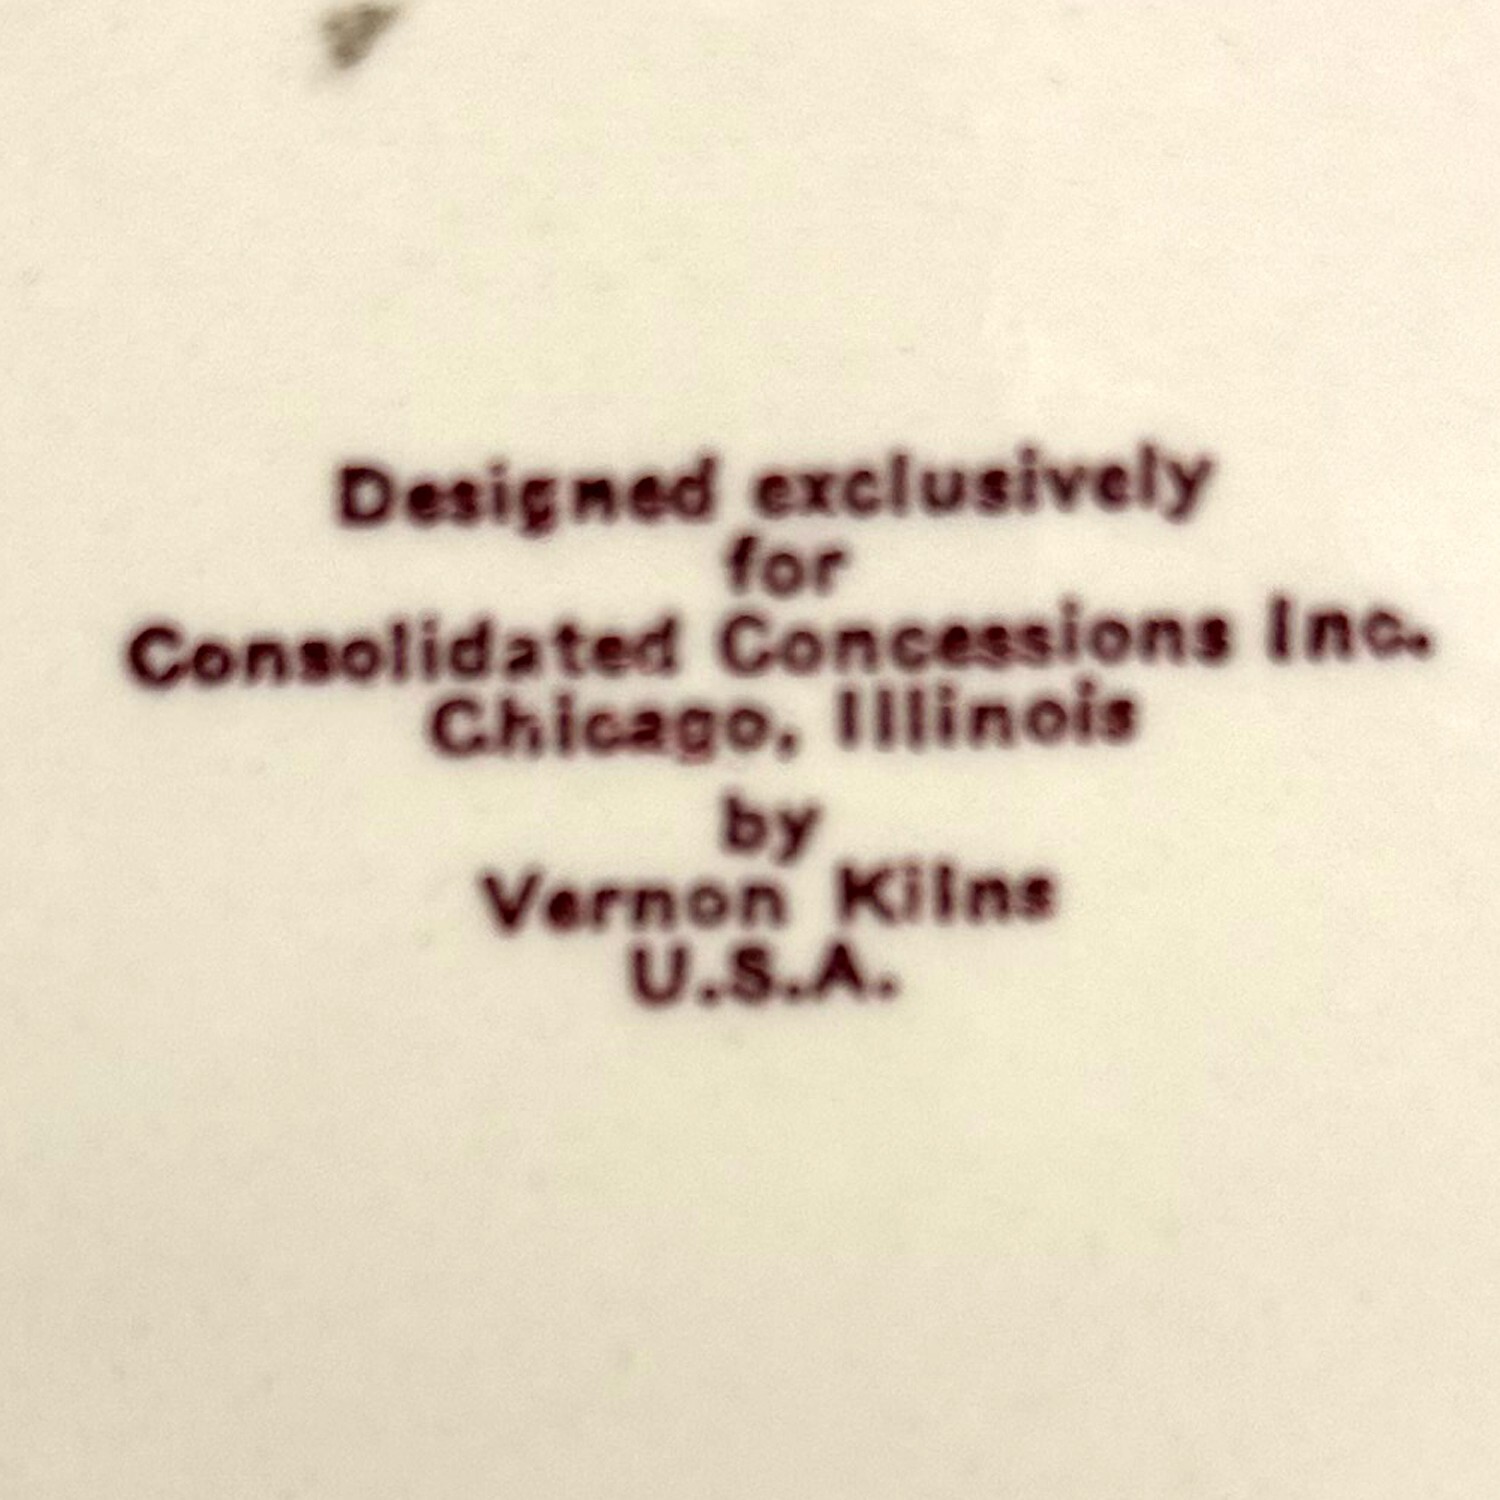 Designed exclusively
for
Consolidated Concessions Inc.
Chicago, Illinois
by
Vernon Kilns
U.S.A.